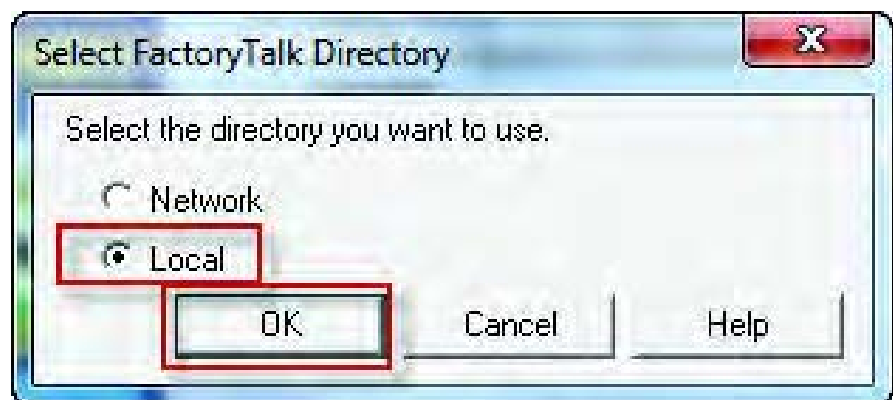 Select FactoryTalk Directory
Select the directory you want to use.
Network
Local
OK Cancel Help